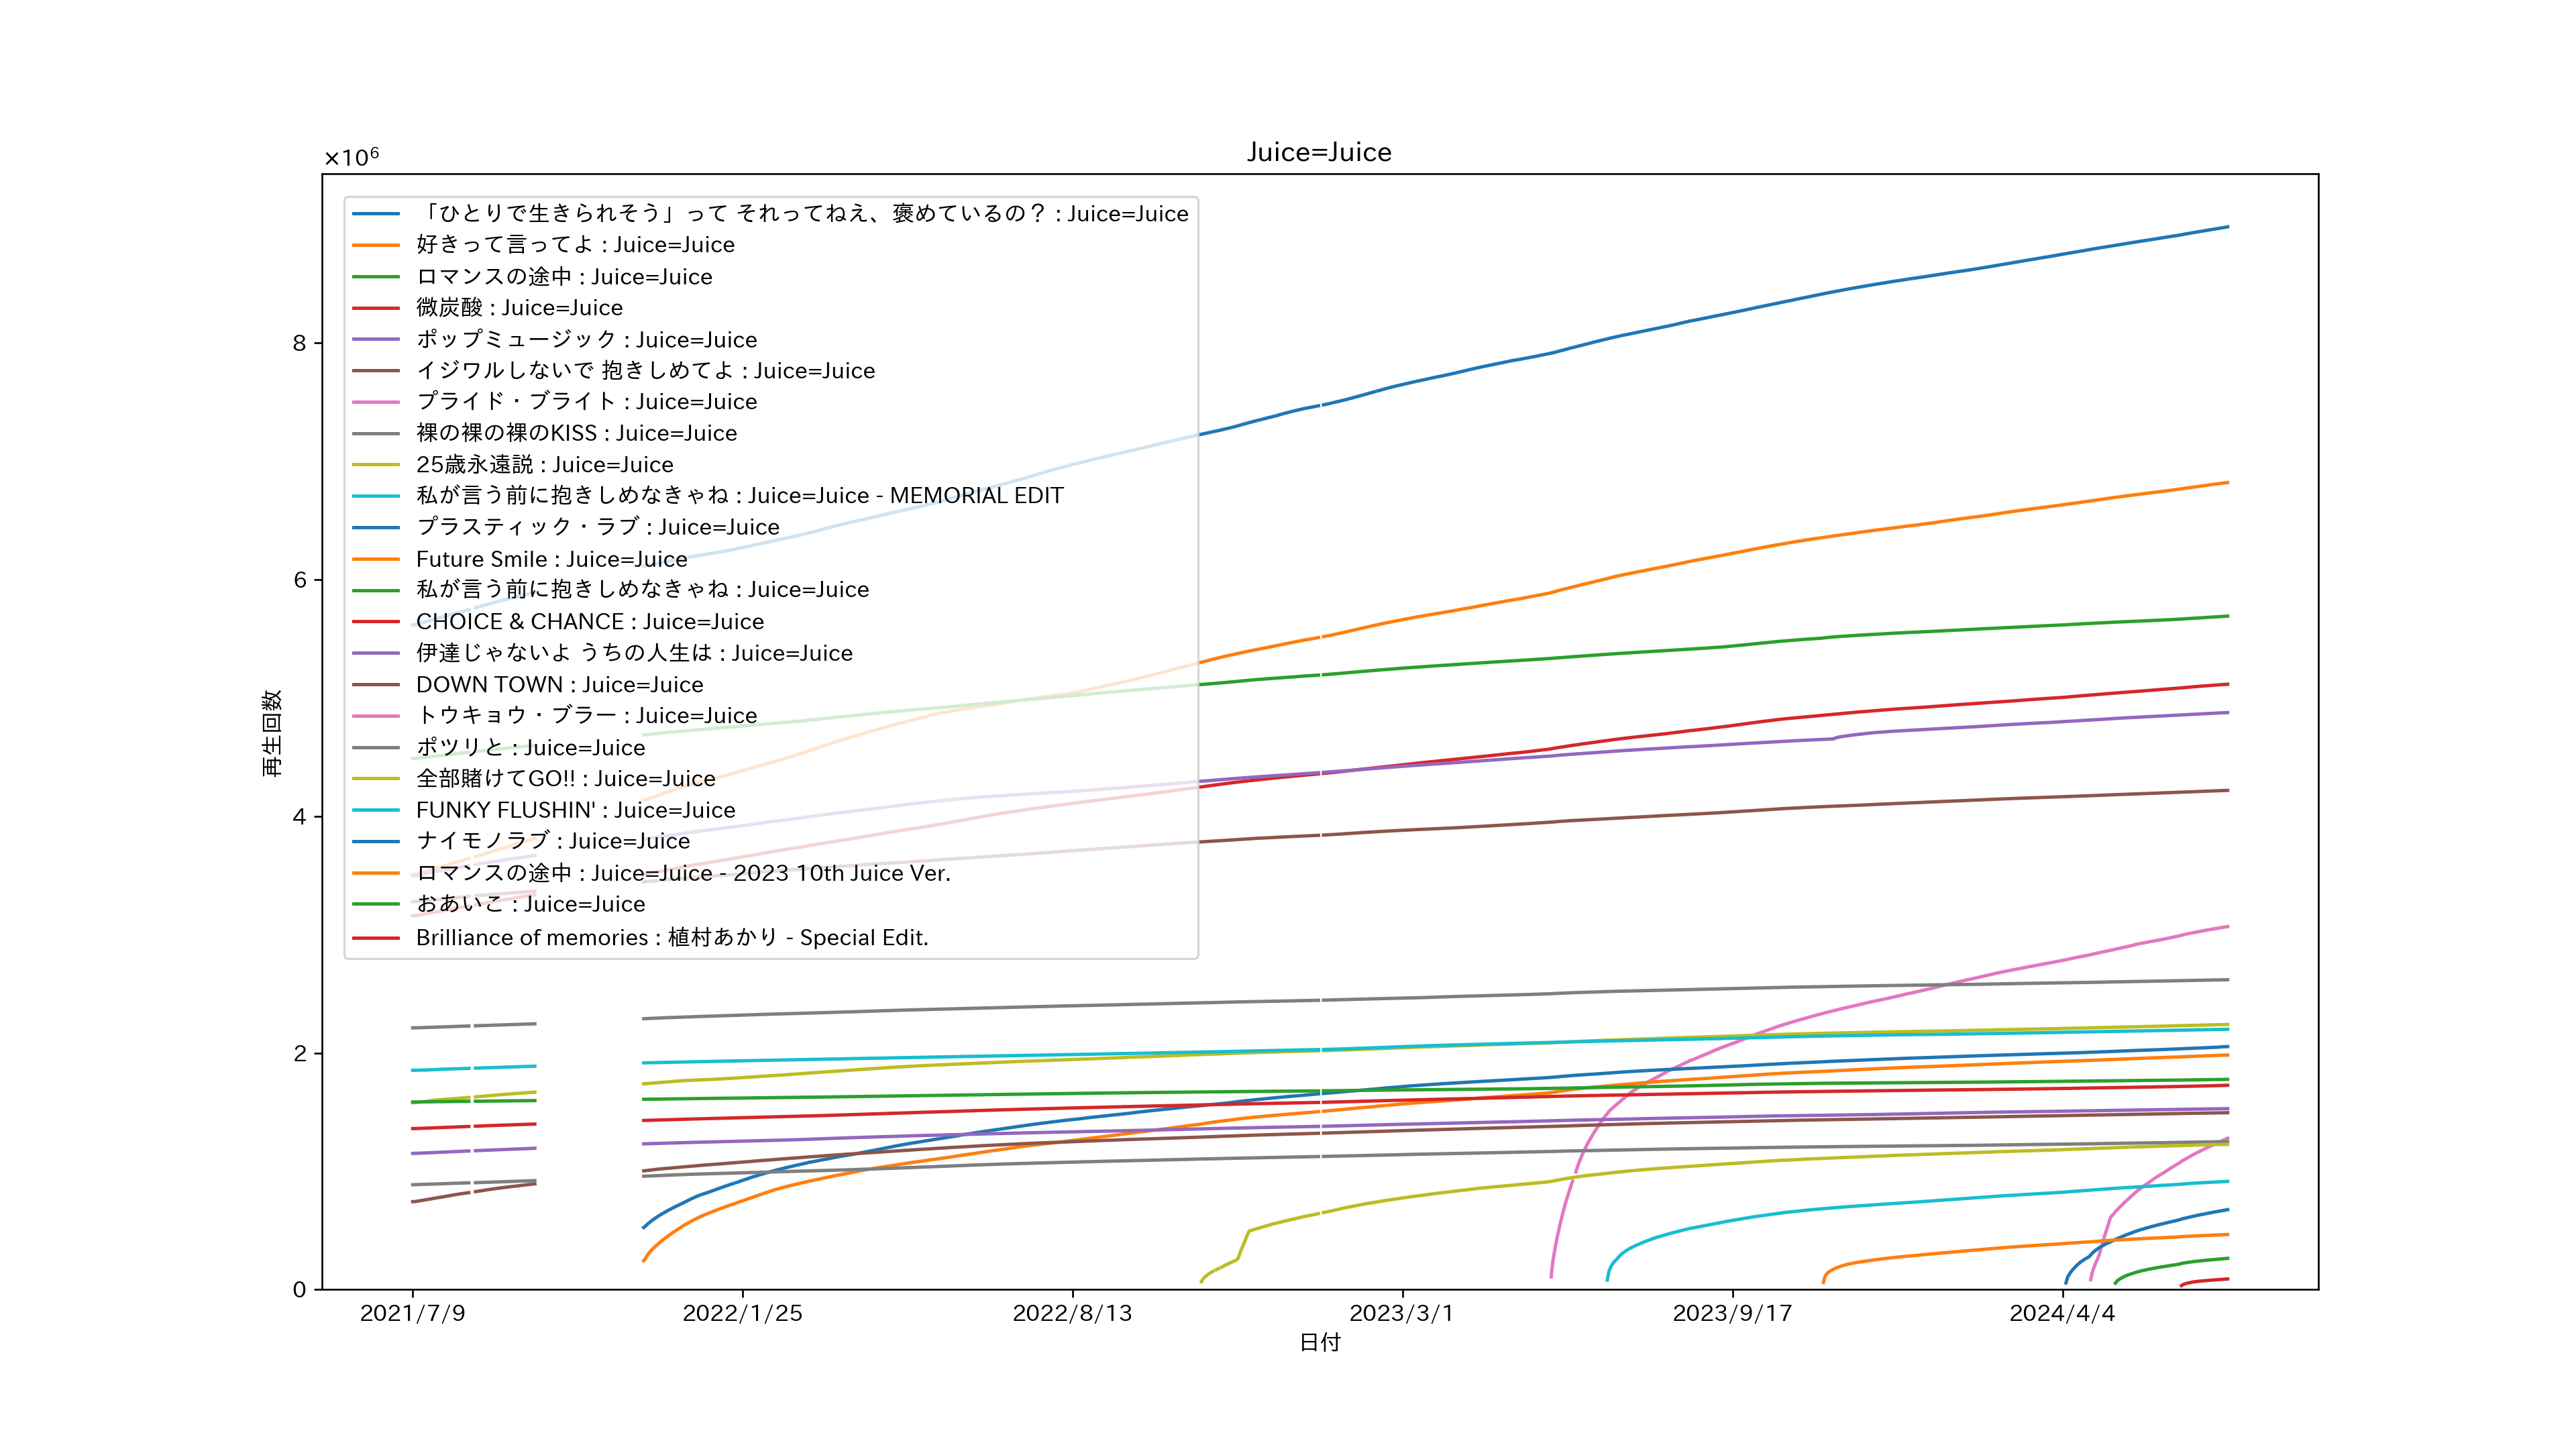 Juice=Juice
×10⁶
「ひとりで生きられそう」って それってねえ、褒めているの？ : Juice=Juice
好きって言ってよ : Juice=Juice
ロマンスの途中 : Juice=Juice
微炭酸 : Juice=Juice
ポップミュージック : Juice=Juice
イジワルしないで 抱きしめてよ : Juice=Juice
プライド・ブライト : Juice=Juice
裸の裸の裸のKISS : Juice=Juice
25歳永遠説 : Juice=Juice
私が言う前に抱きしめなきゃね : Juice=Juice - MEMORIAL EDIT
プラスティック・ラブ : Juice=Juice
Future Smile : Juice=Juice
私が言う前に抱きしめなきゃね : Juice=Juice
CHOICE & CHANCE : Juice=Juice
伊達じゃないよ うちの人生は : Juice=Juice
DOWN TOWN : Juice=Juice
トウキョウ・ブラー : Juice=Juice
ポツリと : Juice=Juice
全部賭けてGO!! : Juice=Juice
FUNKY FLUSHIN' : Juice=Juice
ナイモノラブ : Juice=Juice
ロマンスの途中 : Juice=Juice - 2023 10th Juice Ver.
おあいこ : Juice=Juice
Brilliance of memories : 植村あかり - Special Edit.
8
6
4
2
0
再生回数
2021/7/9
2022/1/25
2022/8/13
2023/3/1
2023/9/17
2024/4/4
日付